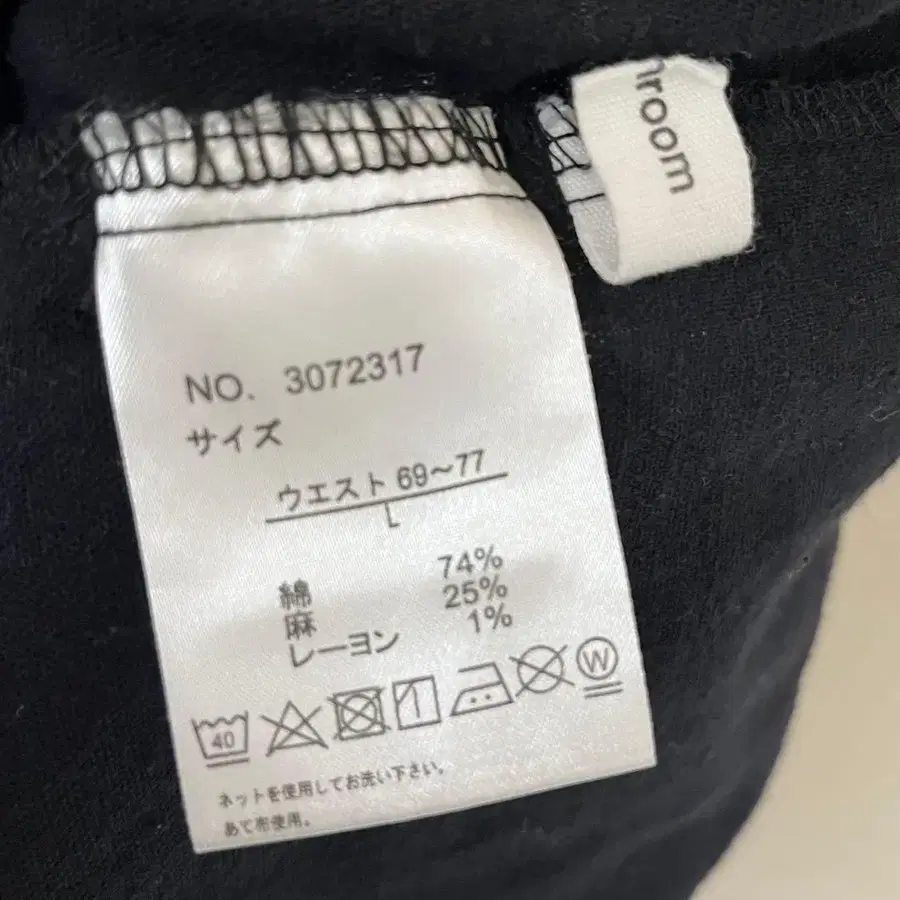 hroom
NO. 3072317
サイズ
ウエスト 69～77
L
綿 74%
麻 25%
レーヨン 1%
40
W
ネットを使用してお洗い下さい。
あて布使用。